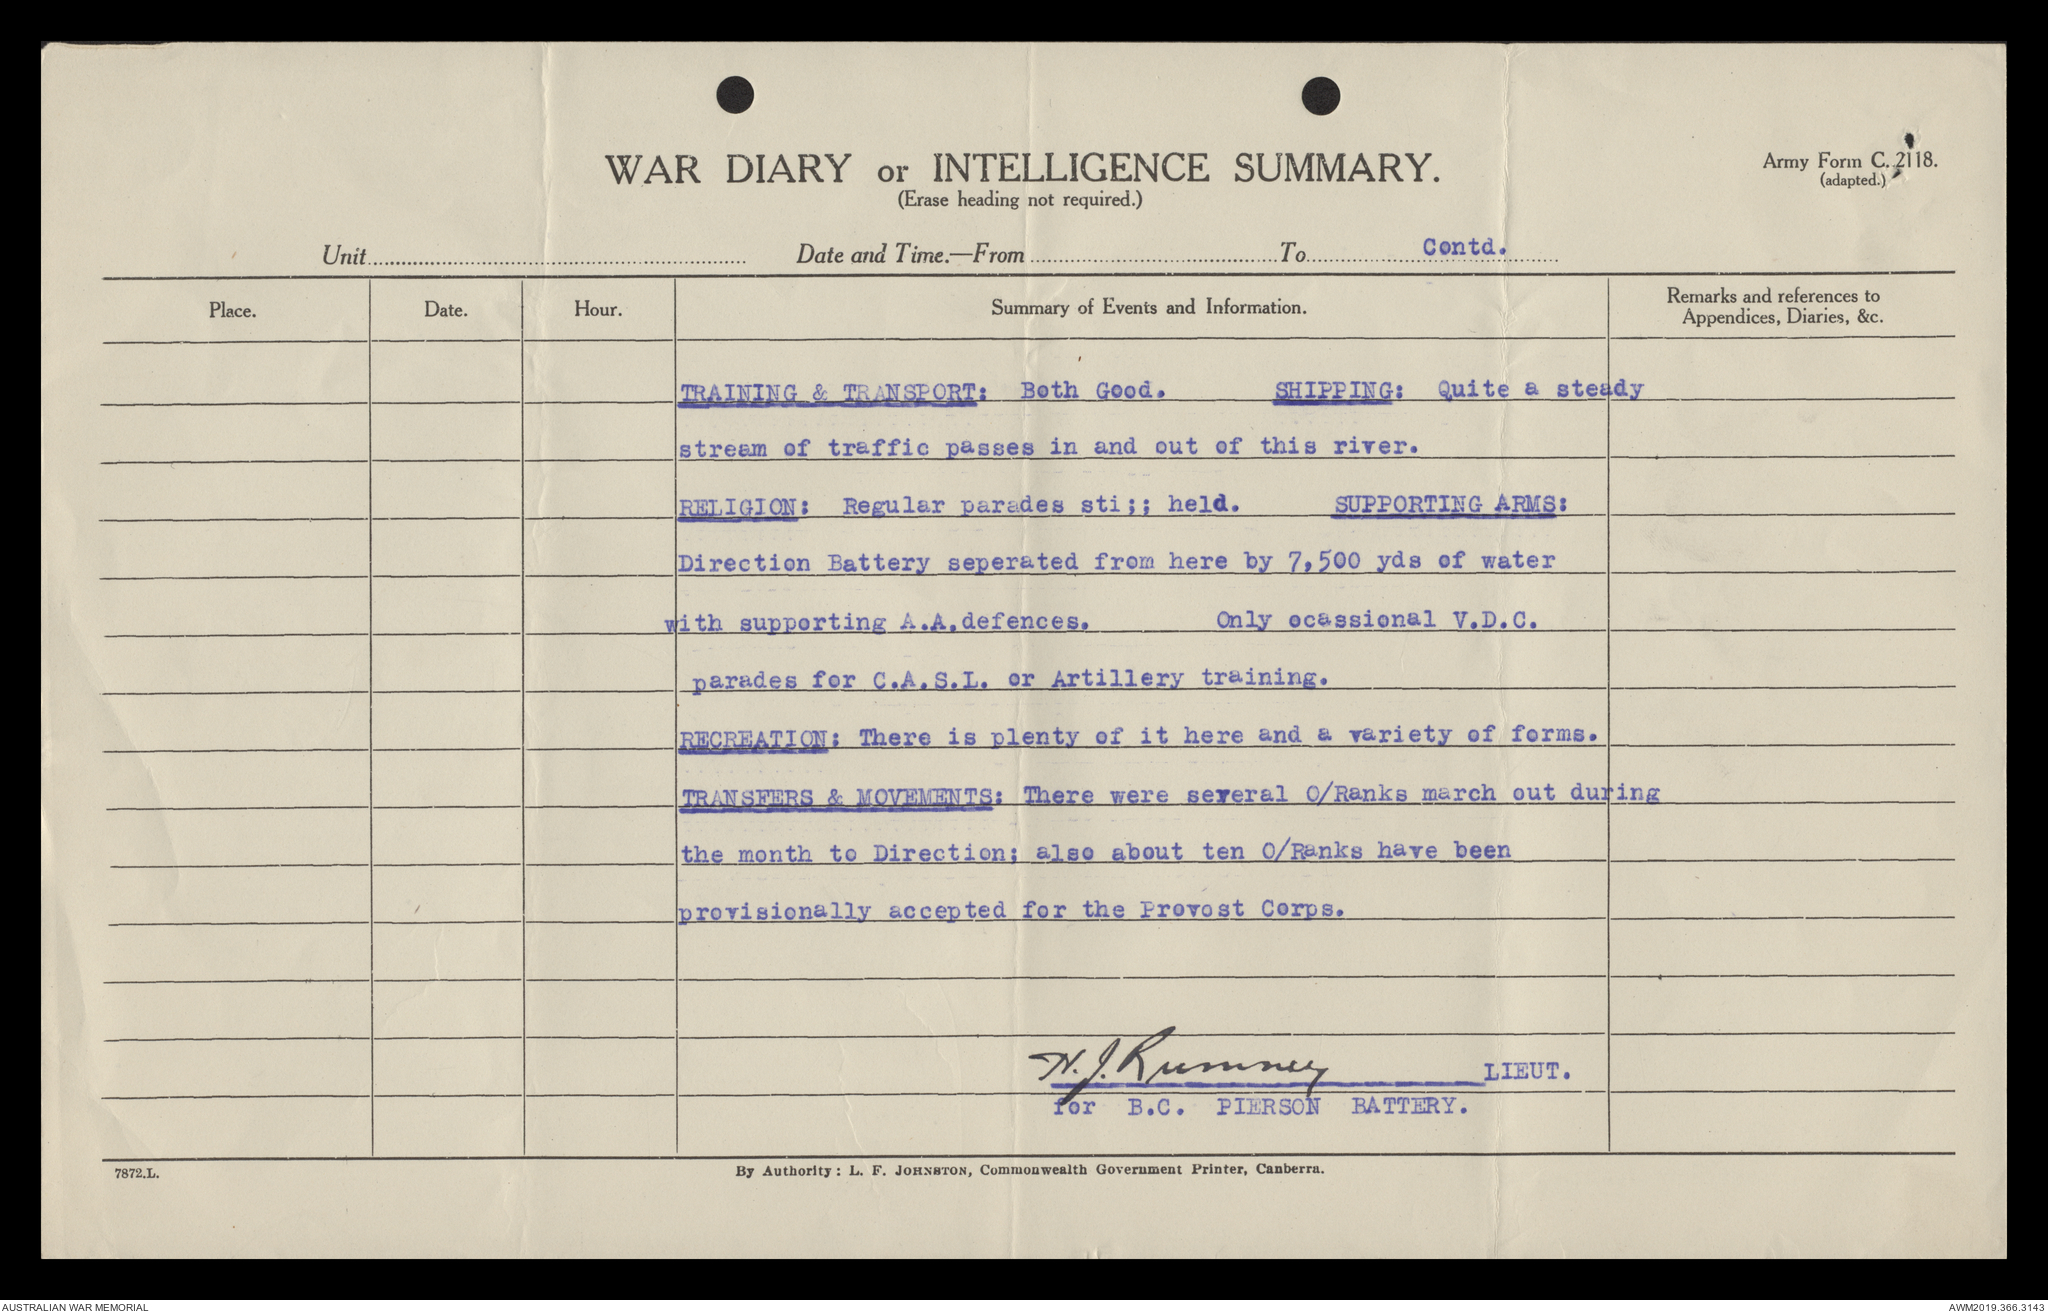 WAR DIARY or INTELLIGENCE SUMMARY.
(Erase heading not required.)
Army Form C. 2118.
(adapted.)
Unit
Date and Time.—From
To Contd.
Place.
Date.
Hour.
Summary of Events and Information.
Remarks and references to
Appendices, Diaries, &c.
TRAINING & TRANSPORT: Both Good. SHIPPING: Quite a steady
stream of traffic passes in and out of this river.
RELIGION: Regular parades sti;; held. SUPPORTING ARMS:
Direction Battery seperated from here by 7,500 yds of water
with supporting A.A.defences. Only ocassional V.D.C.
parades for C.A.S.L. or Artillery training.
RECREATION: There is plenty of it here and a variety of forms.
TRANSFERS & MOVEMENTS: There were several O/Ranks march out during
the month to Direction; also about ten O/Ranks have been
provisionally accepted for the Provost Corps.
H. J. Rumney LIEUT.
for B.C. PIERSON BATTERY.
7872.L.
By Authority: L. F. JOHNSTON, Commonwealth Government Printer, Canberra.
AUSTRALIAN WAR MEMORIAL
AWM2019.366.3143